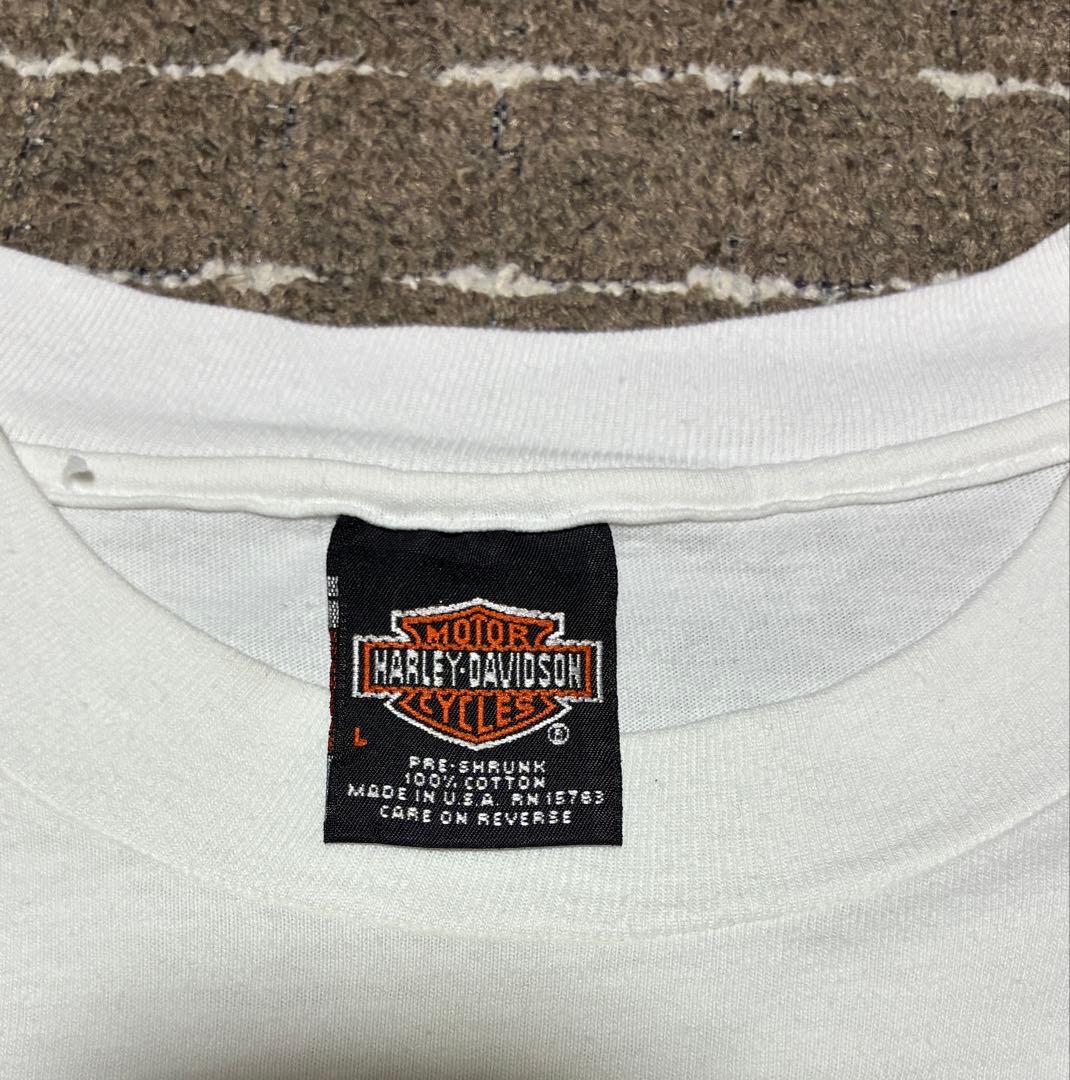 MOTOR
HARLEY-DAVIDSON
CYCLES
®
L
PRE-SHRUNK
100% COTTON
MADE IN U.S.A. RN 15763
CARE ON REVERSE